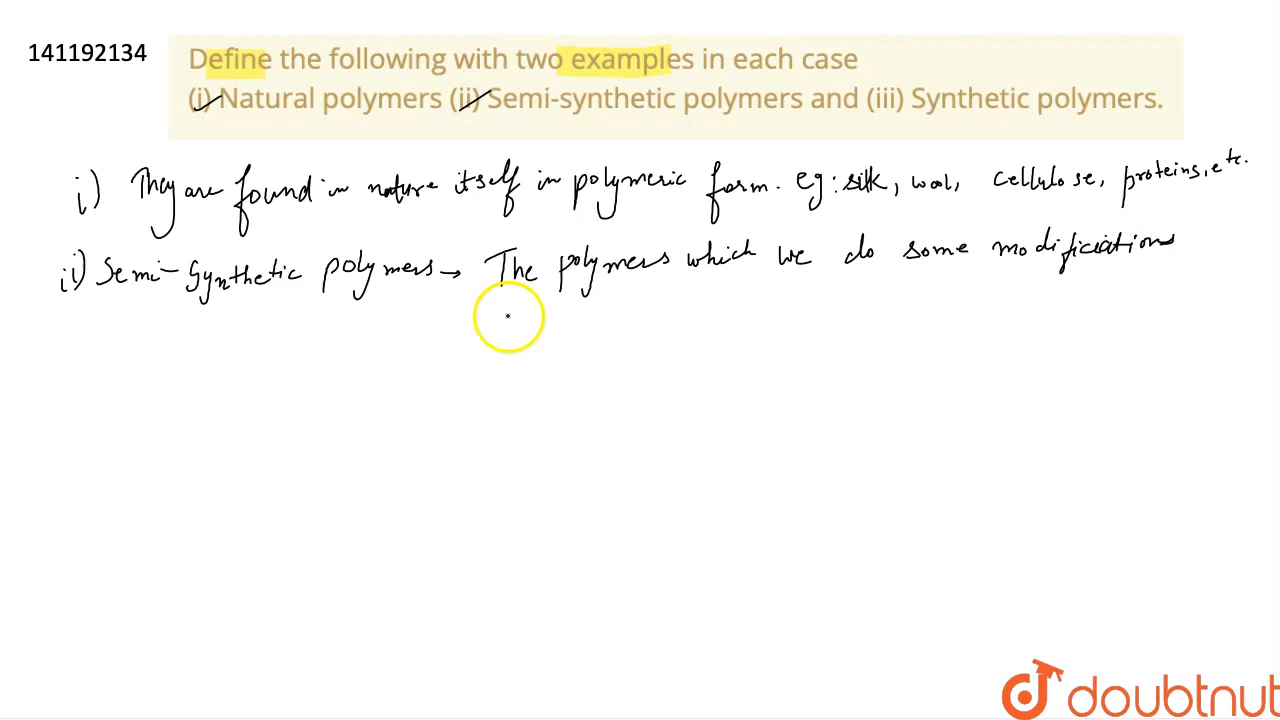 141192134
Define the following with two examples in each case
(i) Natural polymers (ii) Semi-synthetic polymers and (iii) Synthetic polymers.
i) They are found in nature itself in polymeric form. eg: silk, wool, cellulose, proteins, etc.
ii) Semi-Synthetic polymers → The polymers which we do some modifications
doubtnut